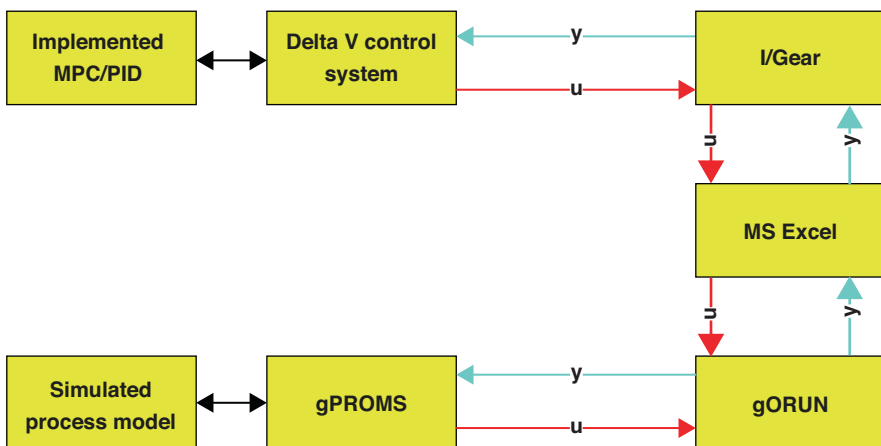 Implemented
MPC/PID
Delta V control
system
y
u
I/Gear
u
y
MS Excel
u
y
Simulated
process model
gPROMS
y
u
gORUN